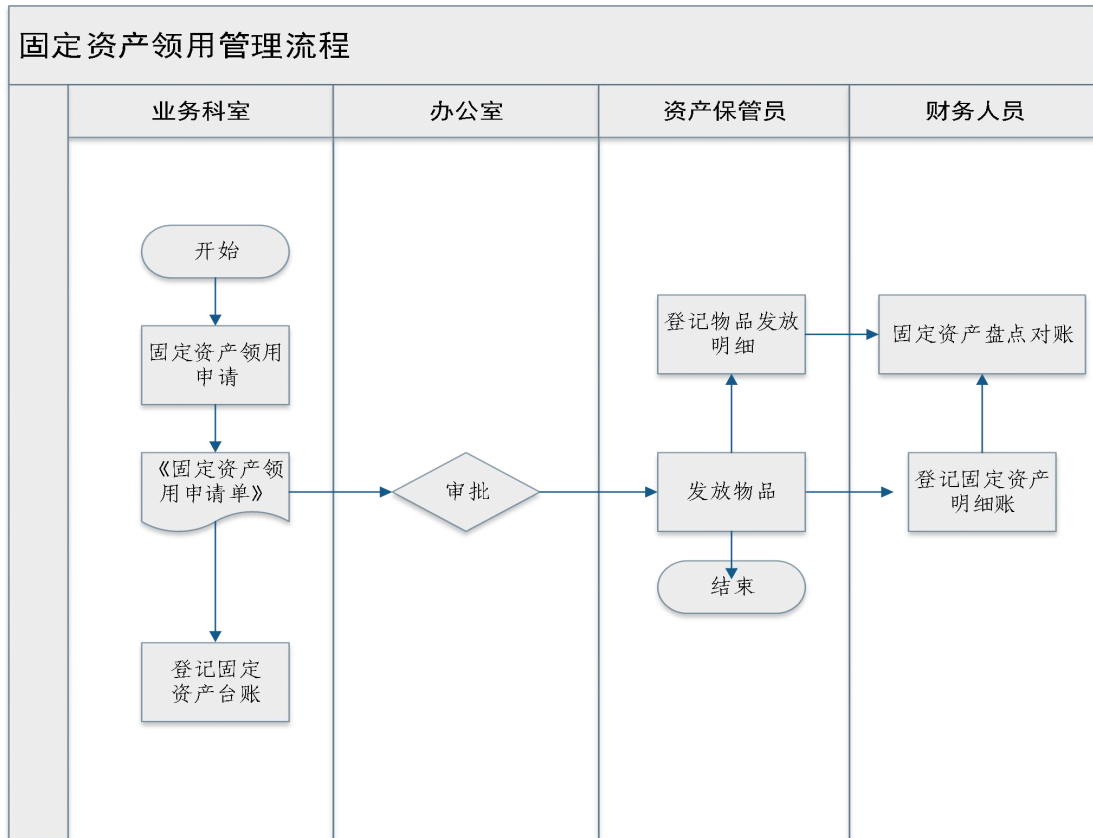 固定资产领用管理流程
业务科室
办公室
资产保管员
财务人员
开始
固定资产领用
申请
《固定资产领
用申请单》
登记固定
资产台账
审批
登记物品发放
明细
发放物品
结束
固定资产盘点对账
登记固定资产
明细账